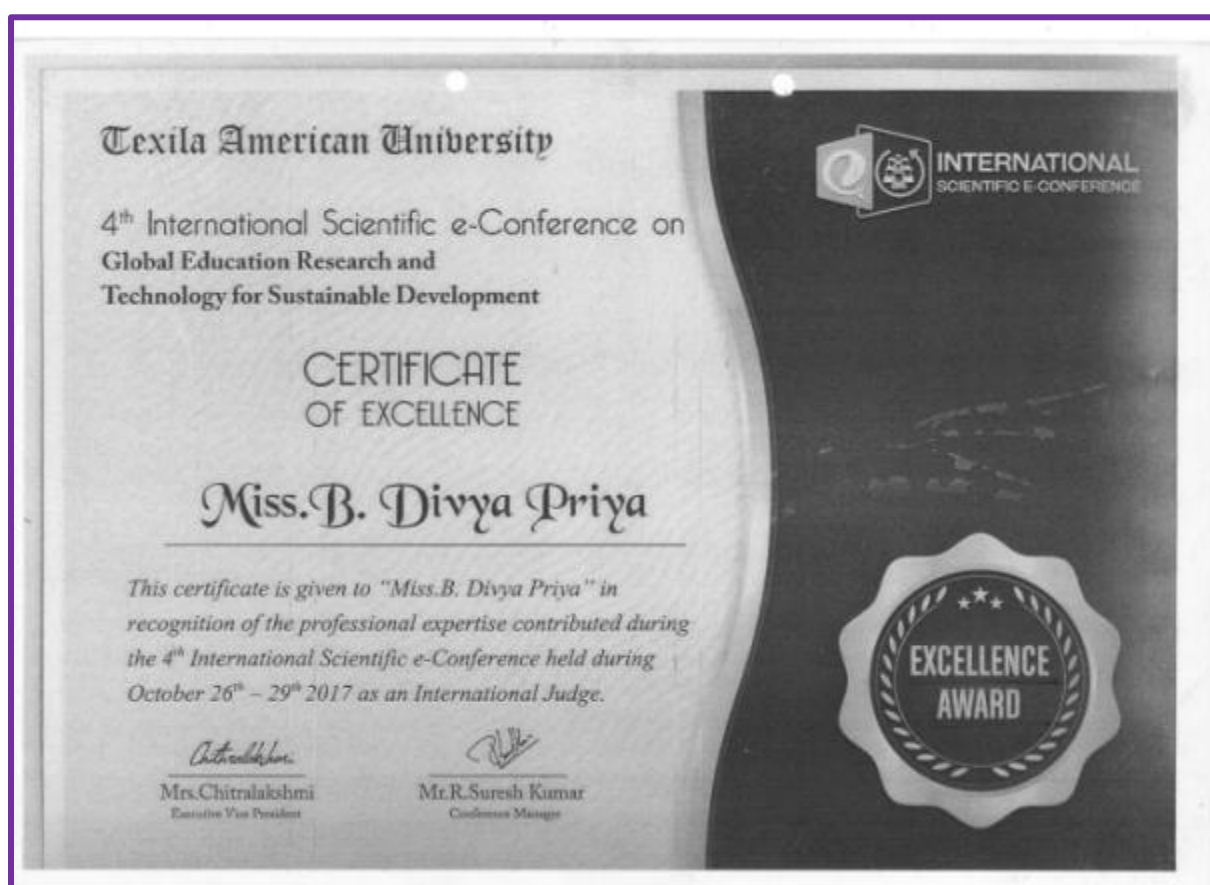 Texila American University
INTERNATIONAL
SCIENTIFIC E-CONFERENCE
4th International Scientific e-Conference on
Global Education Research and
Technology for Sustainable Development
CERTIFICATE
OF EXCELLENCE
Miss.B. Divya Priya
This certificate is given to "Miss.B. Divya Priya" in
recognition of the professional expertise contributed during
the 4th International Scientific e-Conference held during
October 26th – 29th 2017 as an International Judge.
EXCELLENCE
AWARD
Chitralakshmi
Mrs.Chitralakshmi
Executive Vice President
Mr.R.Suresh Kumar
Conference Manager